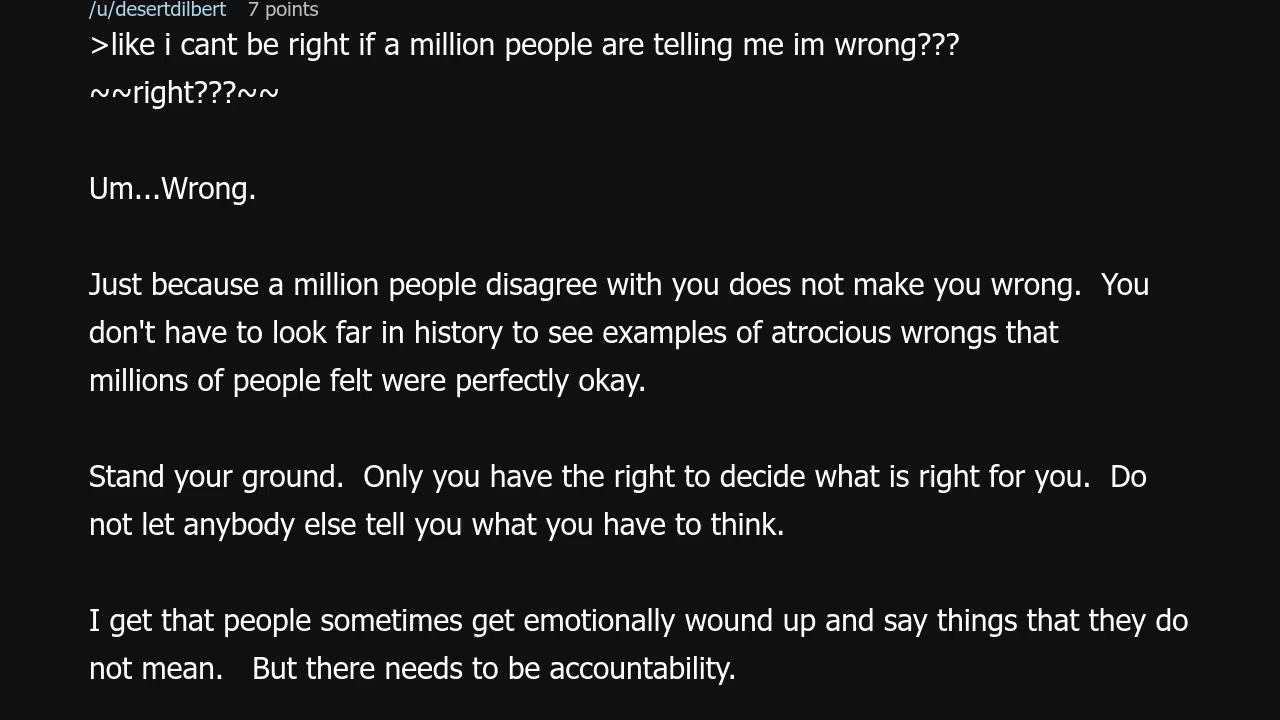 /u/desertdilbert 7 points
>like i cant be right if a million people are telling me im wrong???
~~right???~~
Um...Wrong.
Just because a million people disagree with you does not make you wrong.  You
don't have to look far in history to see examples of atrocious wrongs that
millions of people felt were perfectly okay.
Stand your ground.  Only you have the right to decide what is right for you.  Do
not let anybody else tell you what you have to think.
I get that people sometimes get emotionally wound up and say things that they do
not mean.   But there needs to be accountability.